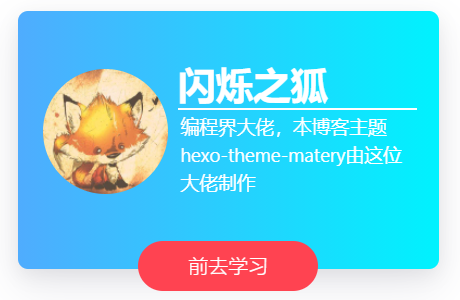 闪烁之狐
编程界大佬，本博客主题
hexo-theme-matery由这位
大佬制作
前去学习